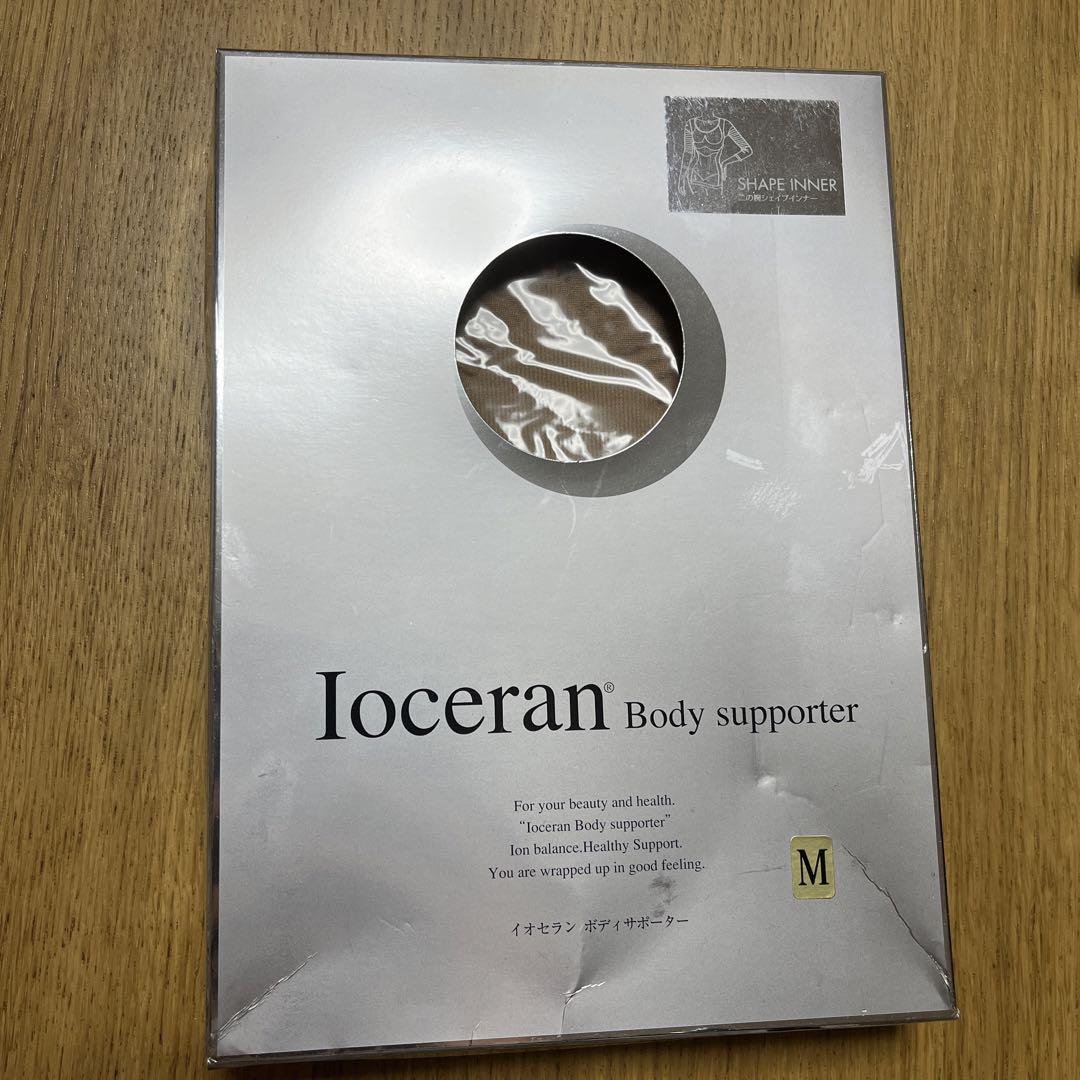 SHAPE INNER
二の腕シェイプインナー
Ioceran® Body supporter
For your beauty and health.
“Ioceran Body supporter”
Ion balance.Healthy Support.
You are wrapped up in good feeling.
M
イオセラン ボディサポーター